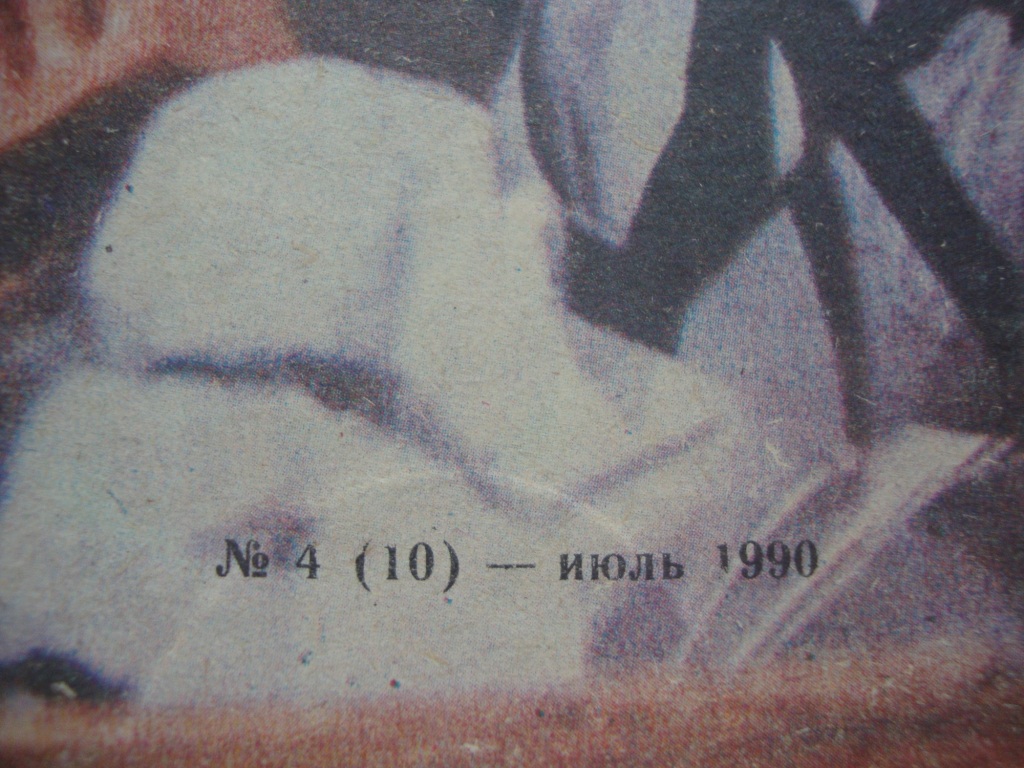 № 4 (10) — июль 1990